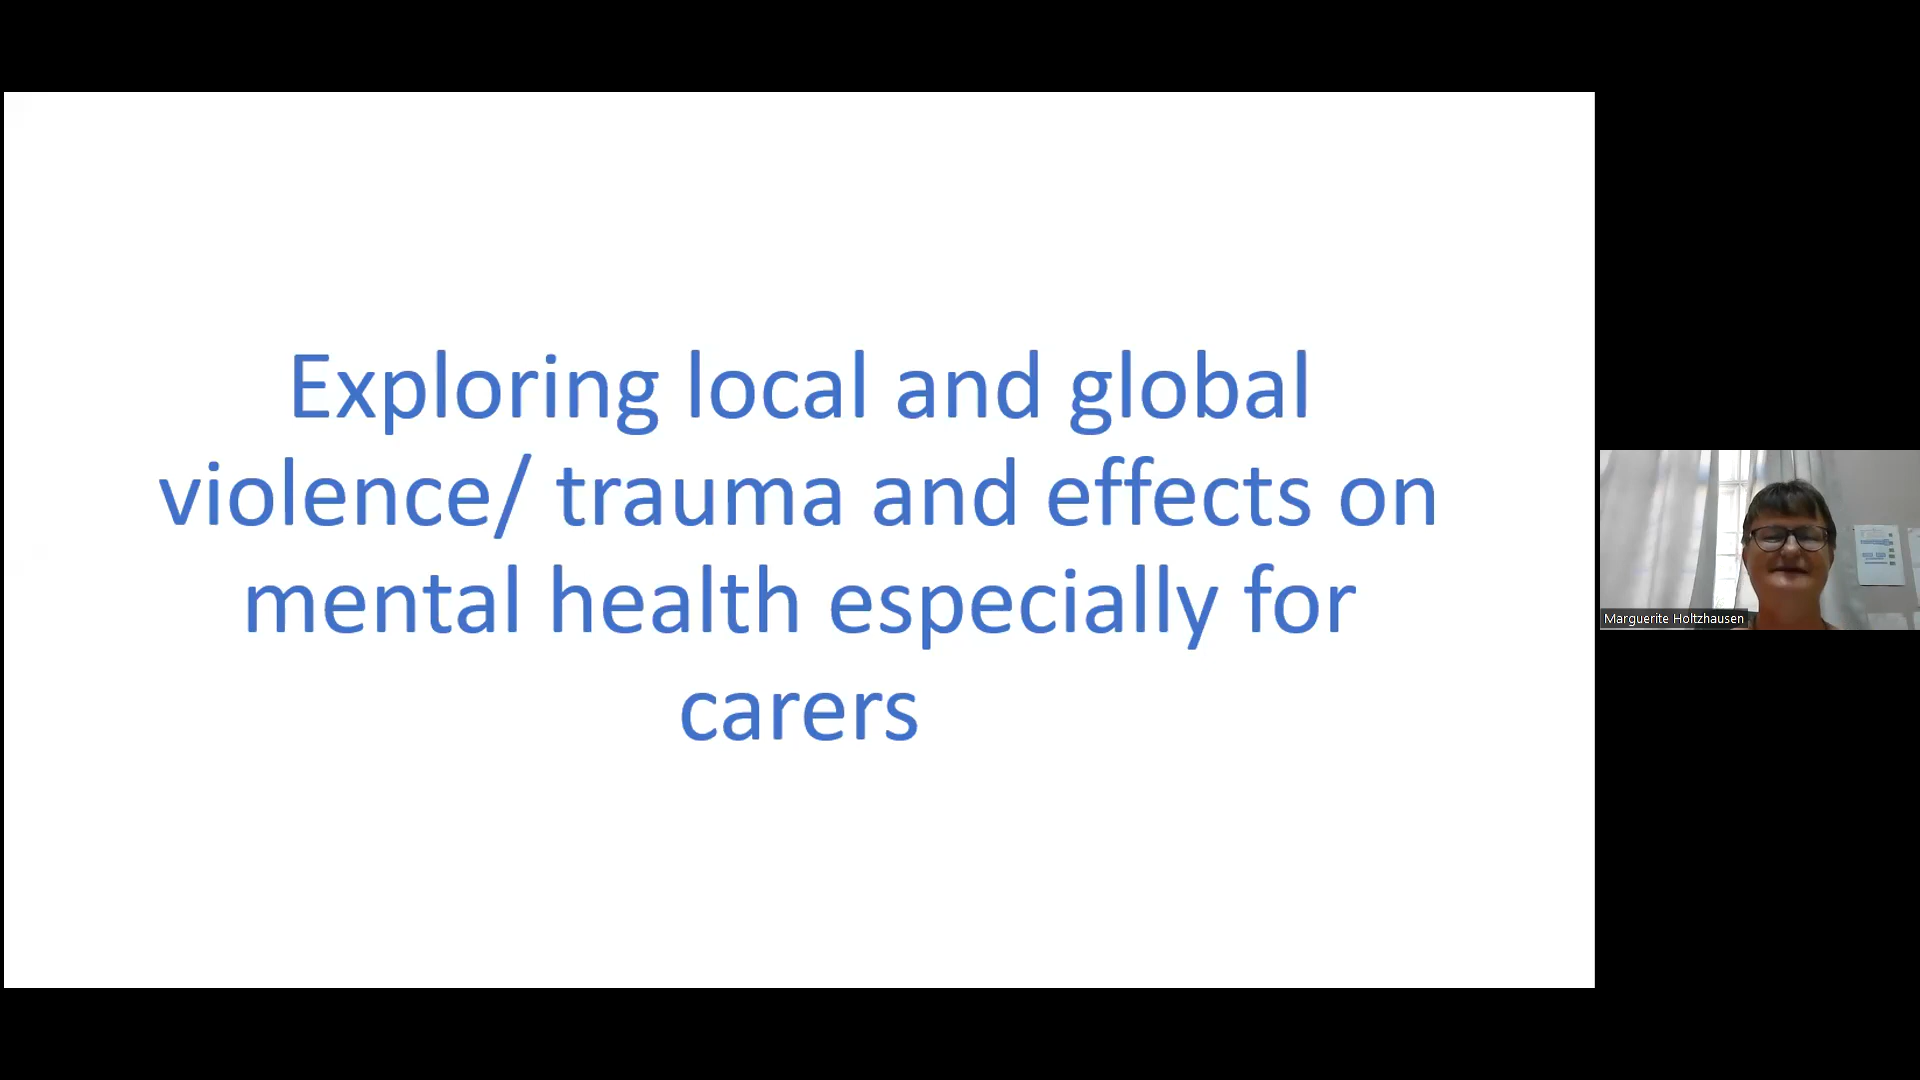 Exploring local and global
violence/ trauma and effects on
mental health especially for
carers
Marguerite Holtzhausen